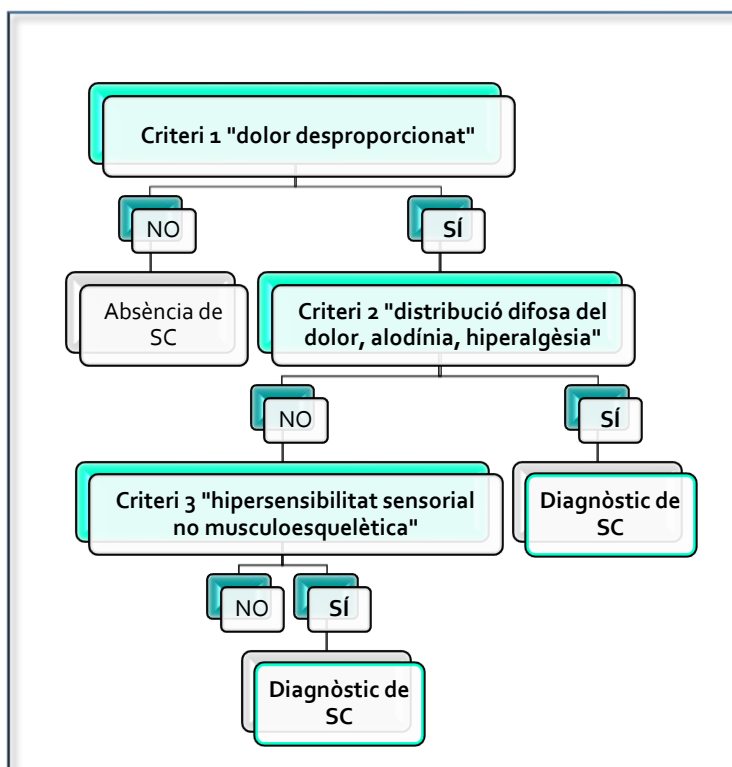 Criteri 1 "dolor desproporcionat"
NO
SÍ
Absència de
SC
Criteri 2 "distribució difosa del
dolor, alodínia, hiperalgèsia"
NO
SÍ
Criteri 3 "hipersensibilitat sensorial
no musculoesquelètica"
Diagnòstic de
SC
NO
SÍ
Diagnòstic de
SC